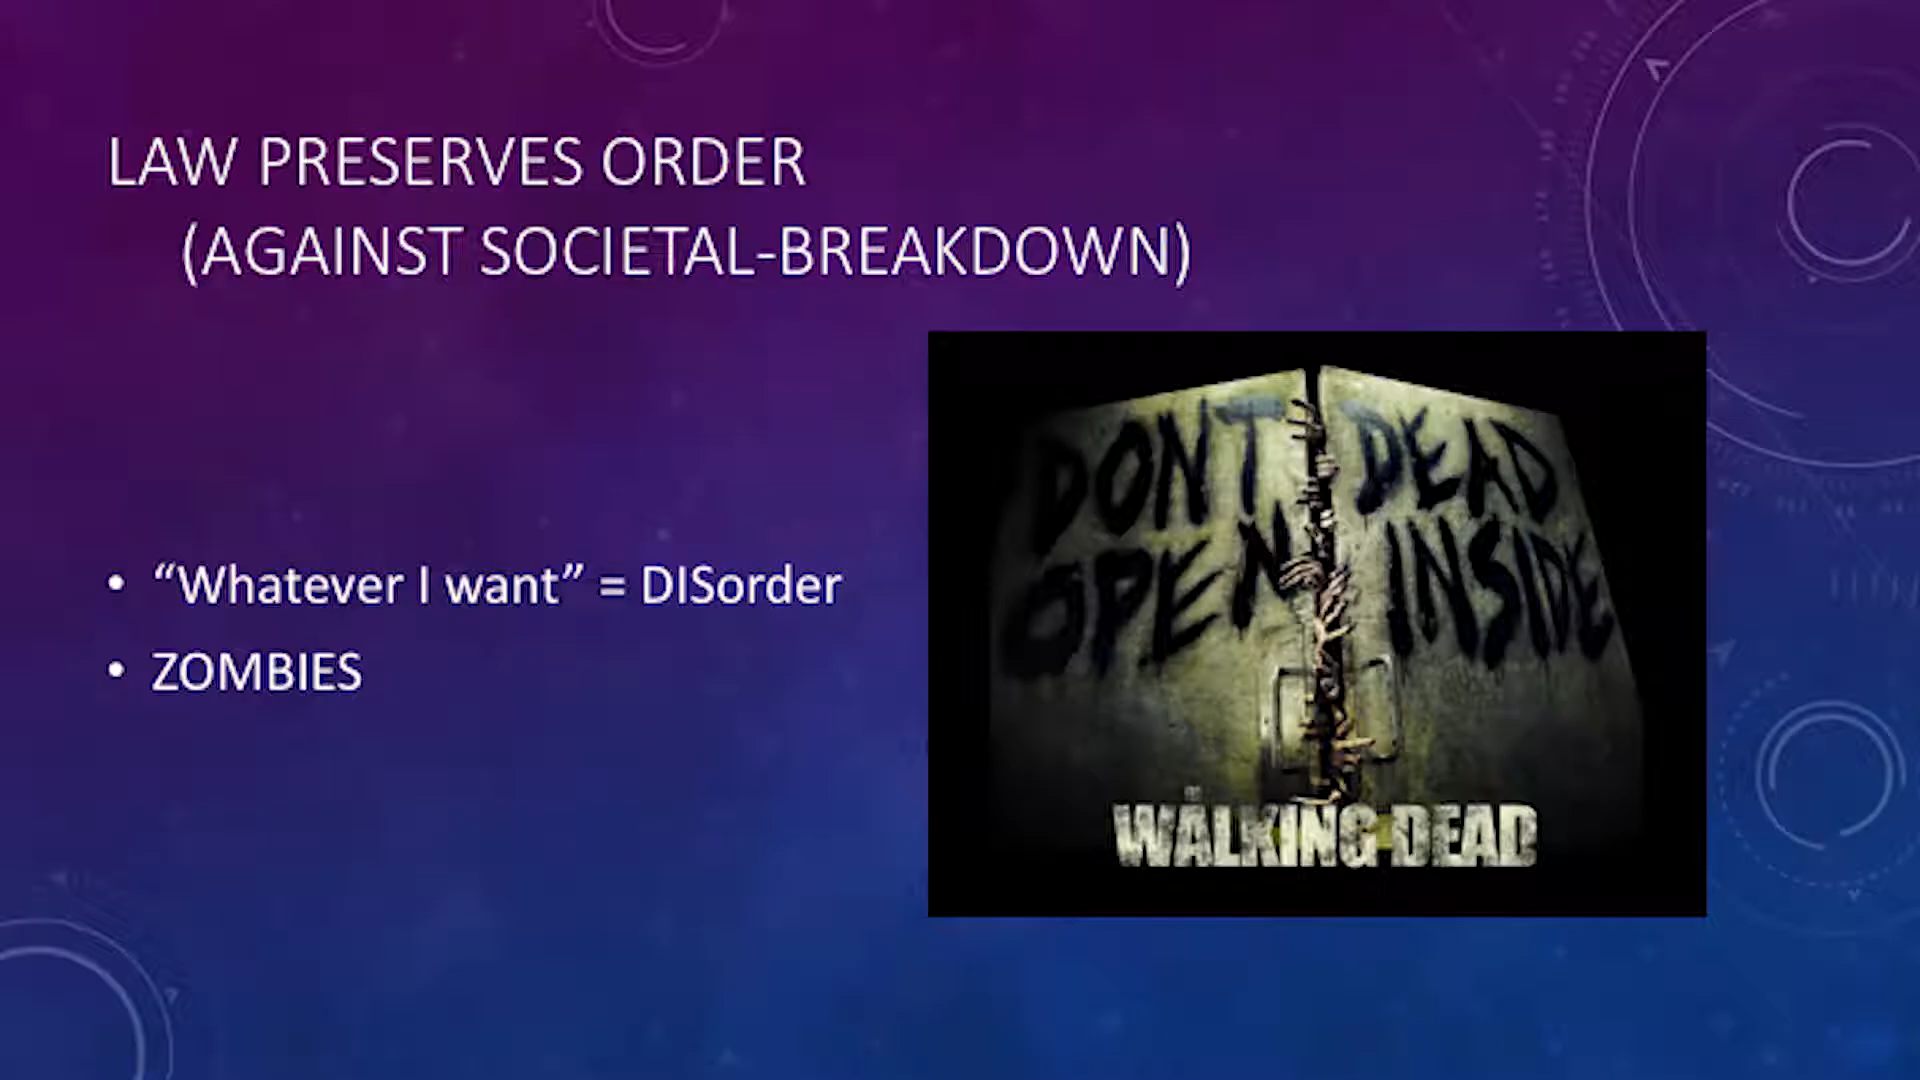 LAW PRESERVES ORDER
(AGAINST SOCIETAL-BREAKDOWN)
• “Whatever I want” = DISorder
• ZOMBIES
DONT DEAD
OPEN INSIDE
WALKING DEAD